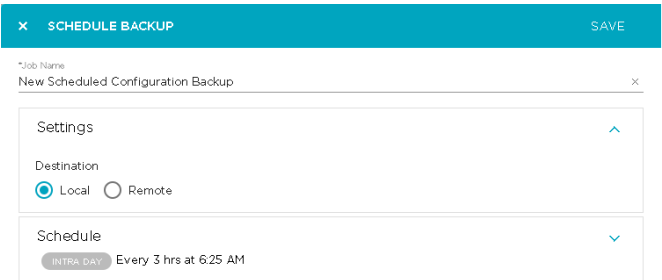 × SCHEDULE BACKUP SAVE
*Job Name
New Scheduled Configuration Backup ×
Settings
Destination
Local Remote
Schedule
INTRA DAY Every 3 hrs at 6:25 AM